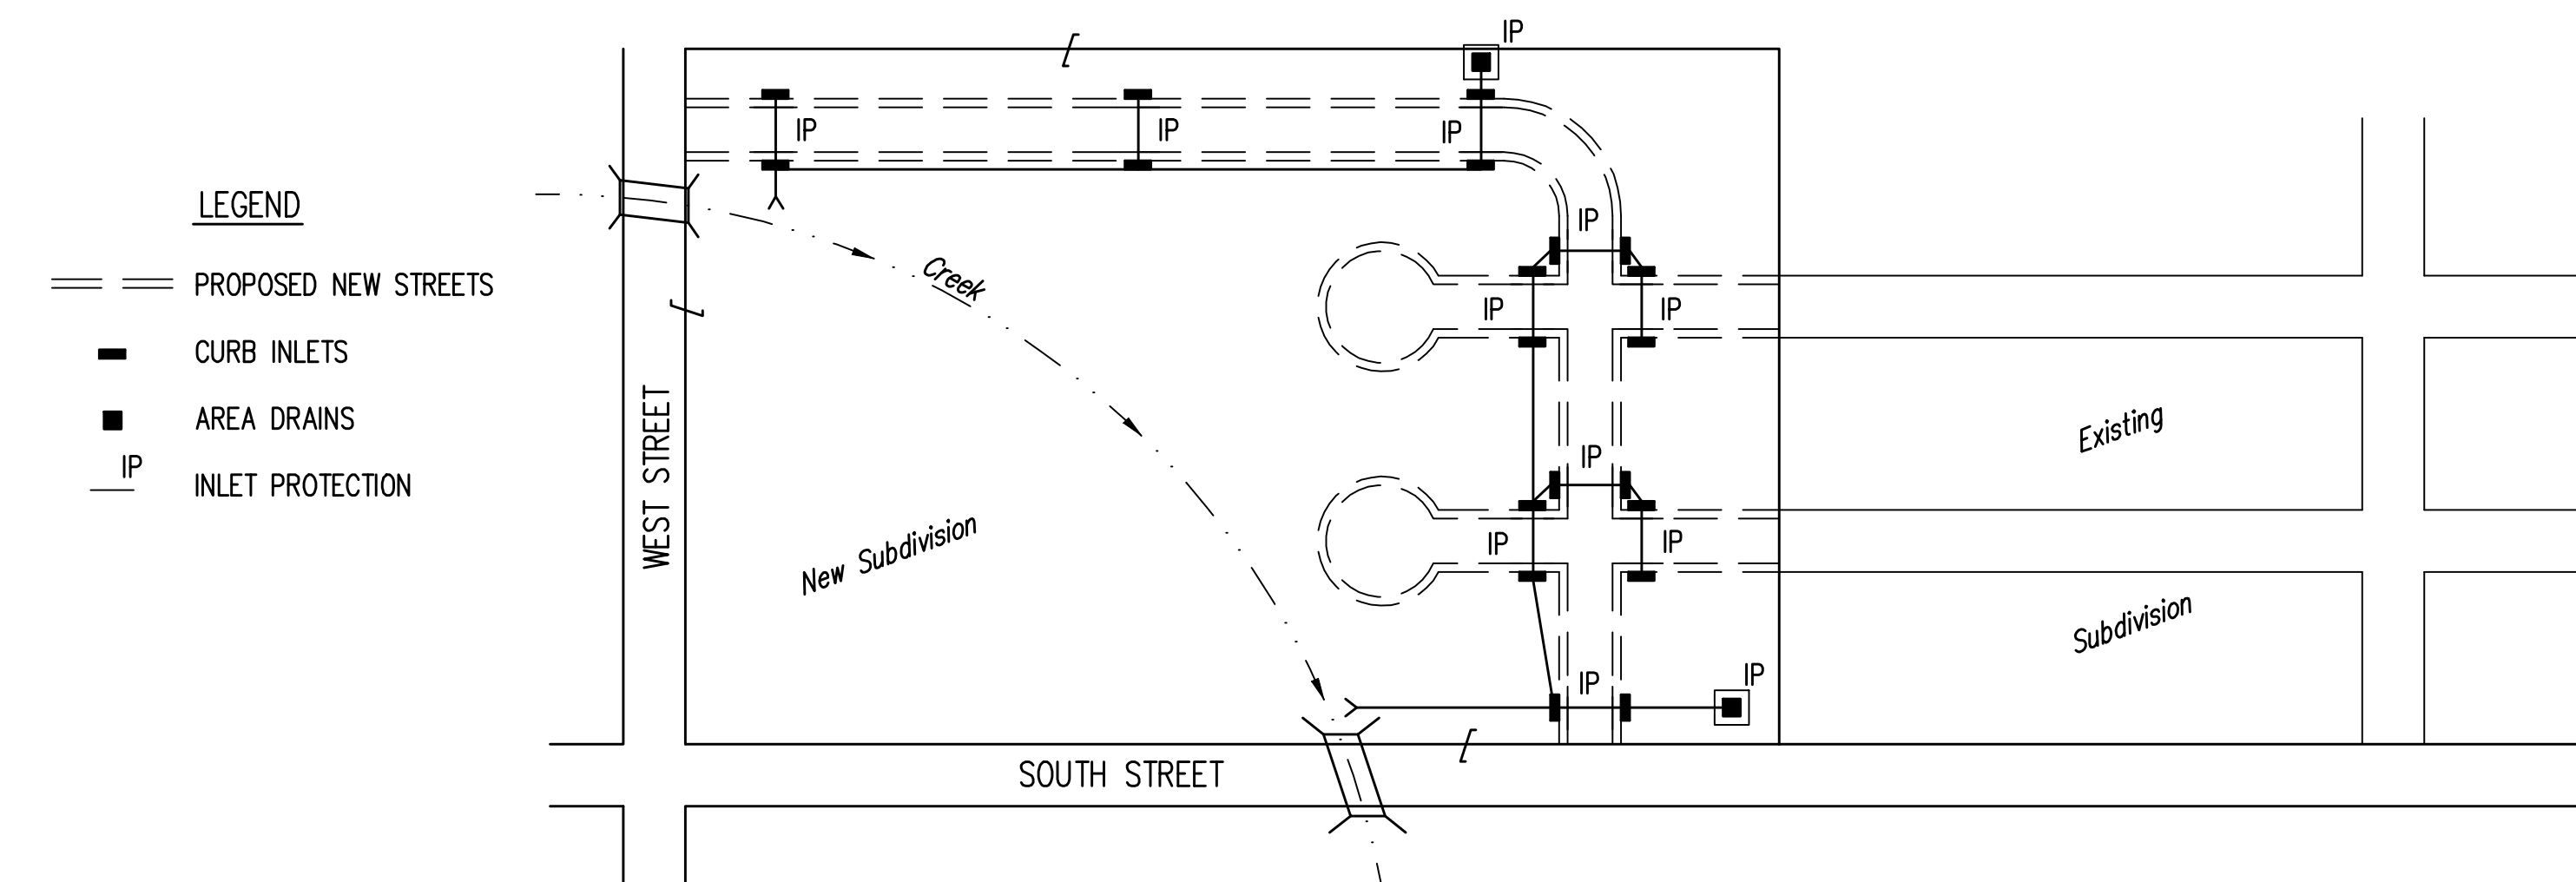 IP
IP
IP
IP
LEGEND
PROPOSED NEW STREETS
CURB INLETS
AREA DRAINS
IP
INLET PROTECTION
WEST STREET
Creek
New Subdivision
IP
IP
IP
IP
IP
IP
IP
IP
SOUTH STREET
Existing
Subdivision